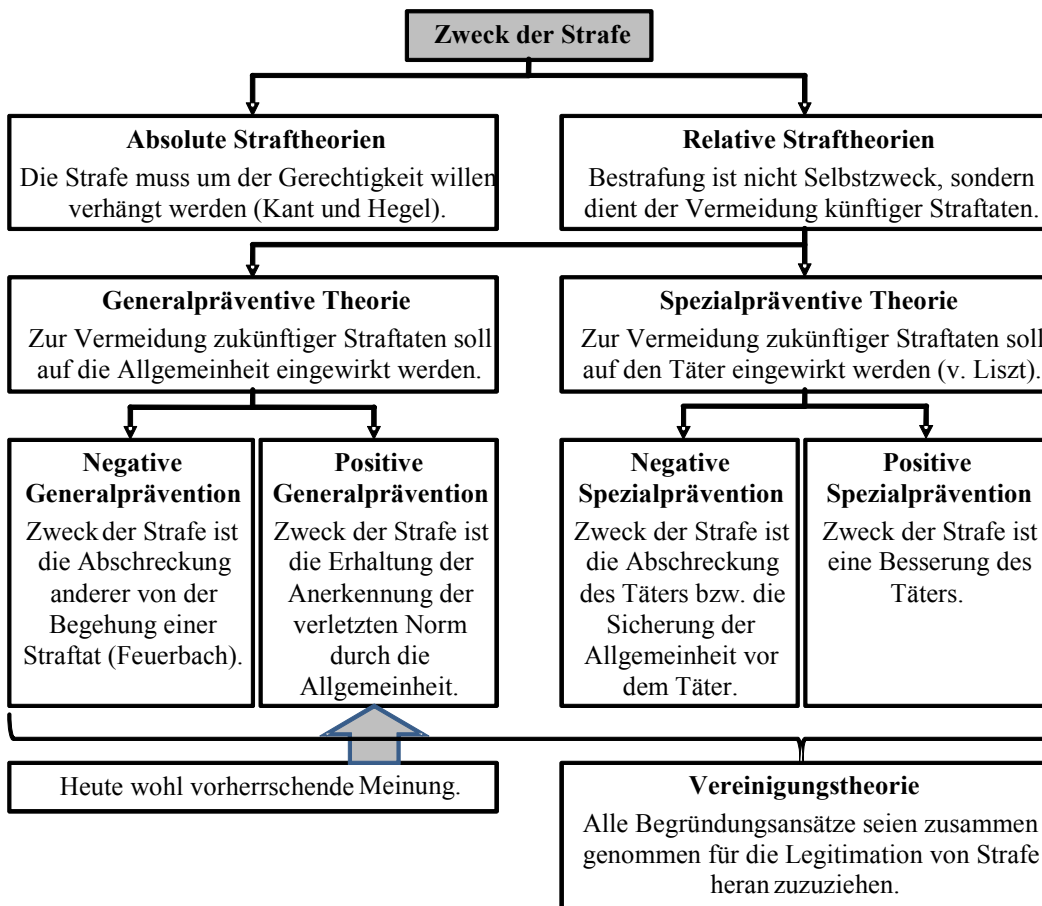 Zweck der Strafe
Absolute Straftheorien
Die Strafe muss um der Gerechtigkeit willen
verhängt werden (Kant und Hegel).
Relative Straftheorien
Bestrafung ist nicht Selbstzweck, sondern
dient der Vermeidung künftiger Straftaten.
Generalpräventive Theorie
Zur Vermeidung zukünftiger Straftaten soll
auf die Allgemeinheit eingewirkt werden.
Spezialpräventive Theorie
Zur Vermeidung zukünftiger Straftaten soll
auf den Täter eingewirkt werden (v. Liszt).
Negative
Generalprävention
Zweck der Strafe ist
die Abschreckung
anderer von der
Begehung einer
Straftat (Feuerbach).
Positive
Generalprävention
Zweck der Strafe ist
die Erhaltung der
Anerkennung der
verletzten Norm
durch die
Allgemeinheit.
Negative
Spezialprävention
Zweck der Strafe ist
die Abschreckung
des Täters bzw. die
Sicherung der
Allgemeinheit vor
dem Täter.
Positive
Spezialprävention
Zweck der Strafe ist
eine Besserung des
Täters.
Heute wohl vorherrschende Meinung.
Vereinigungstheorie
Alle Begründungsansätze seien zusammen
genommen für die Legitimation von Strafe
heran zuzuziehen.